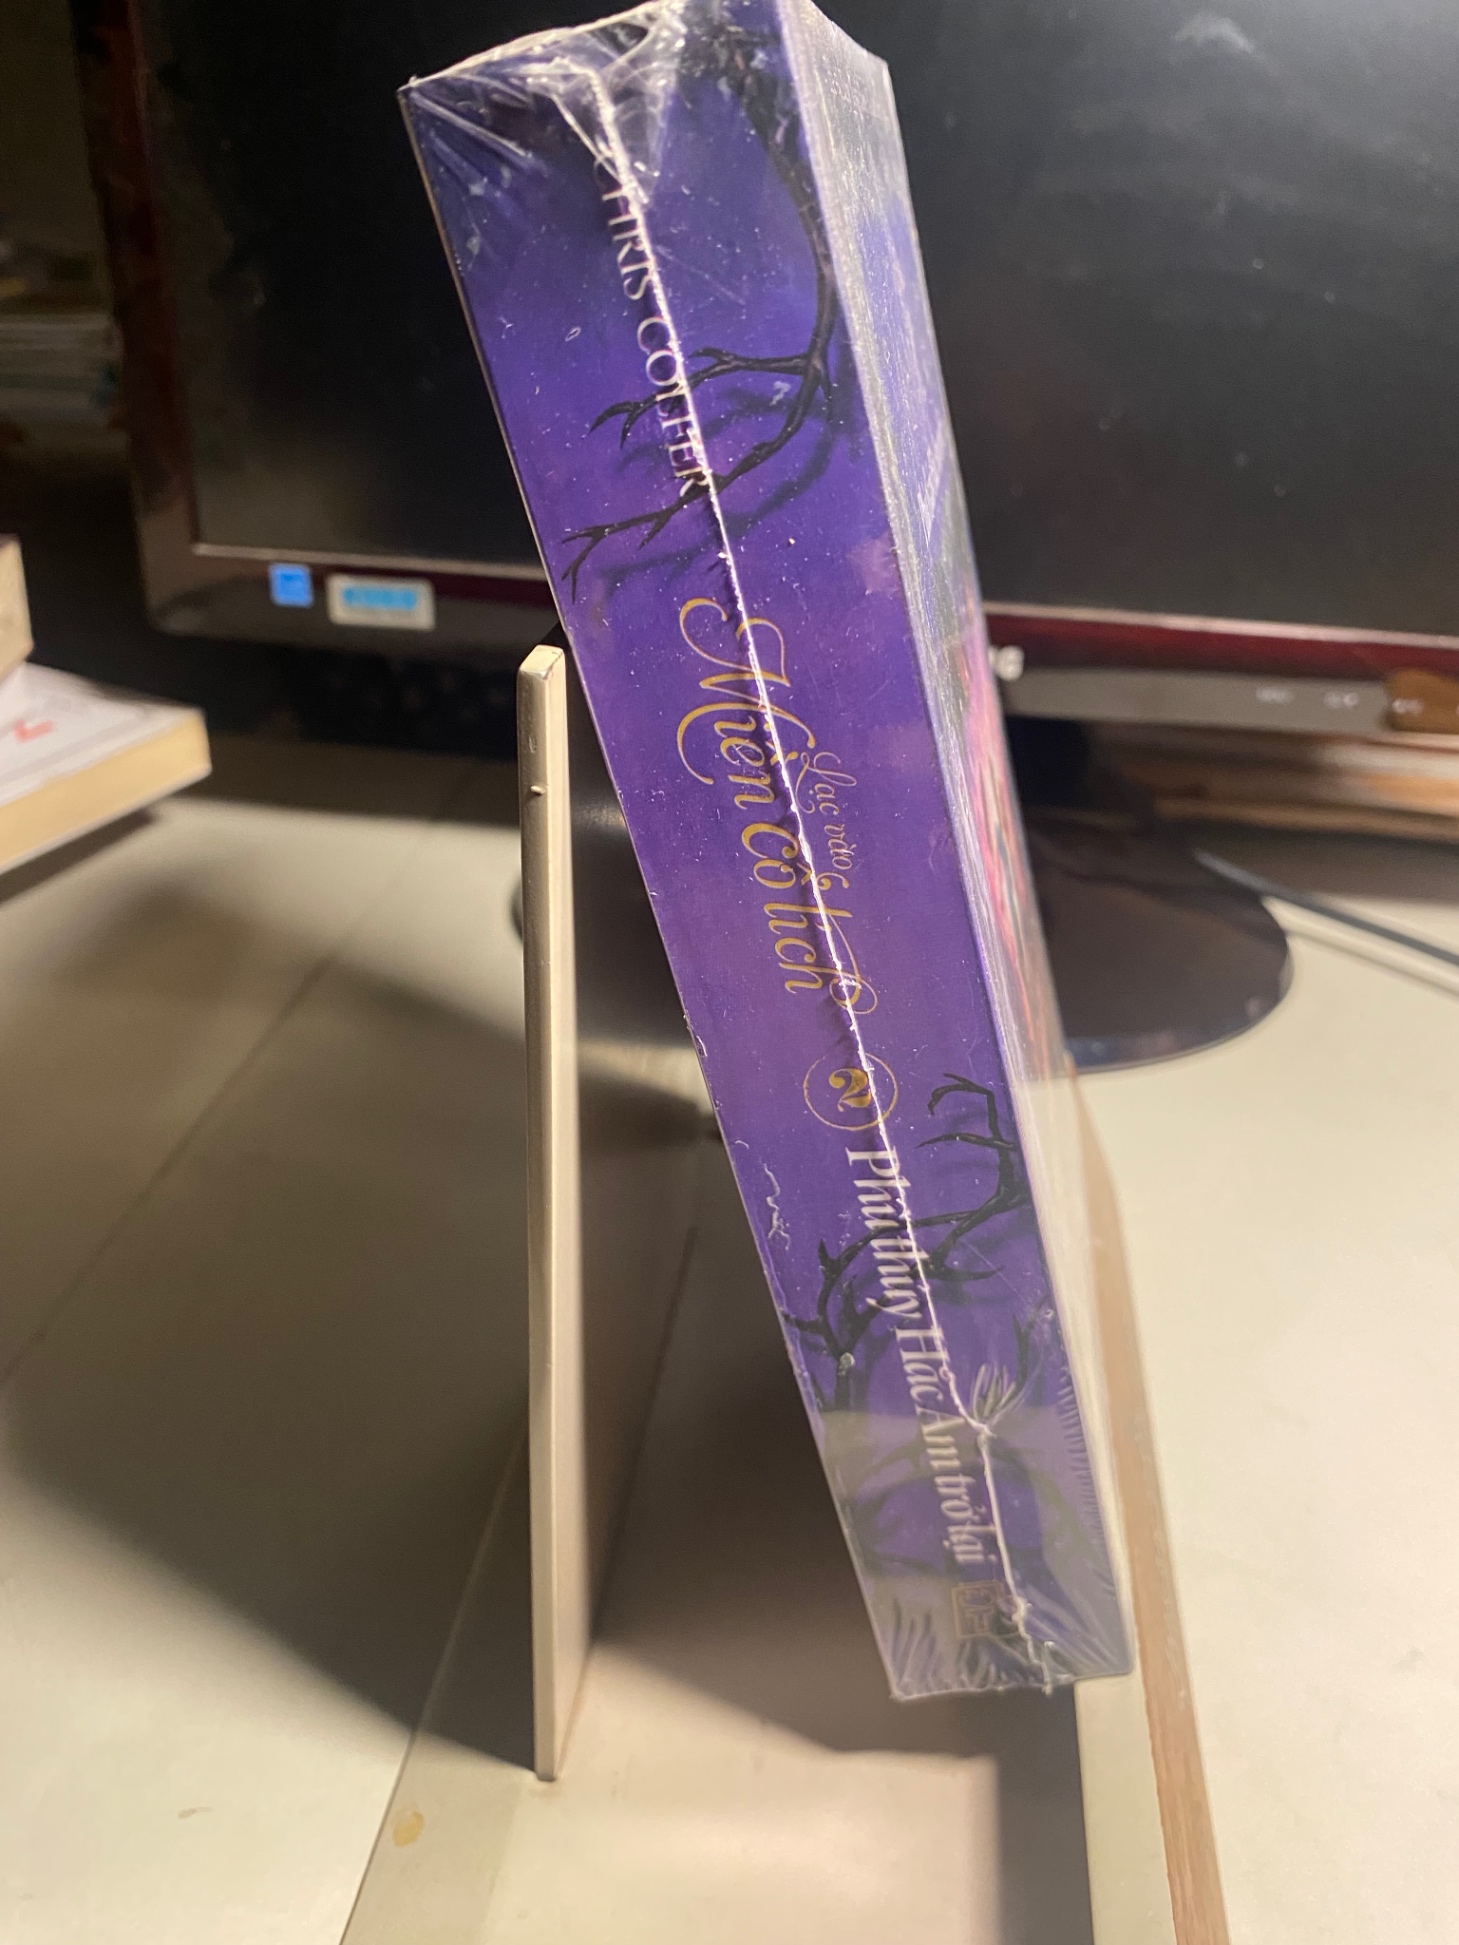 CHRIS COLFER
Lạc vào
Miền cổ tích
2
Phù thủy Hắc Ám trở lại